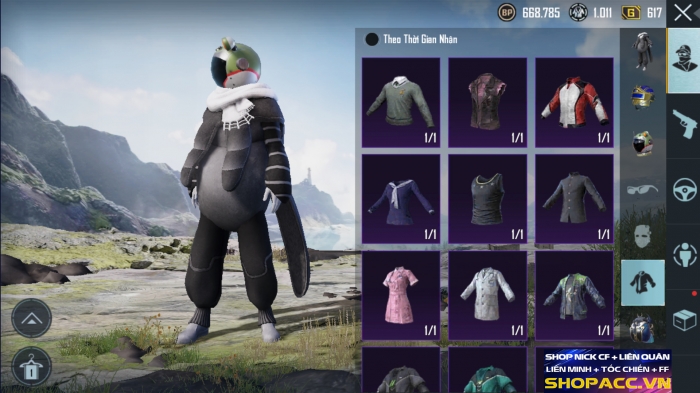 BP 668.785 1.011 G 617
Theo Thời Gian Nhận
1/1 1/1 1/1
1/1 1/1 1/1
1/1 1/1 1/1
1
SHOP NICK CF + LIÊN QUÂN
LIÊN MINH + TỐC CHIẾN + FF
SHOPACC.VN